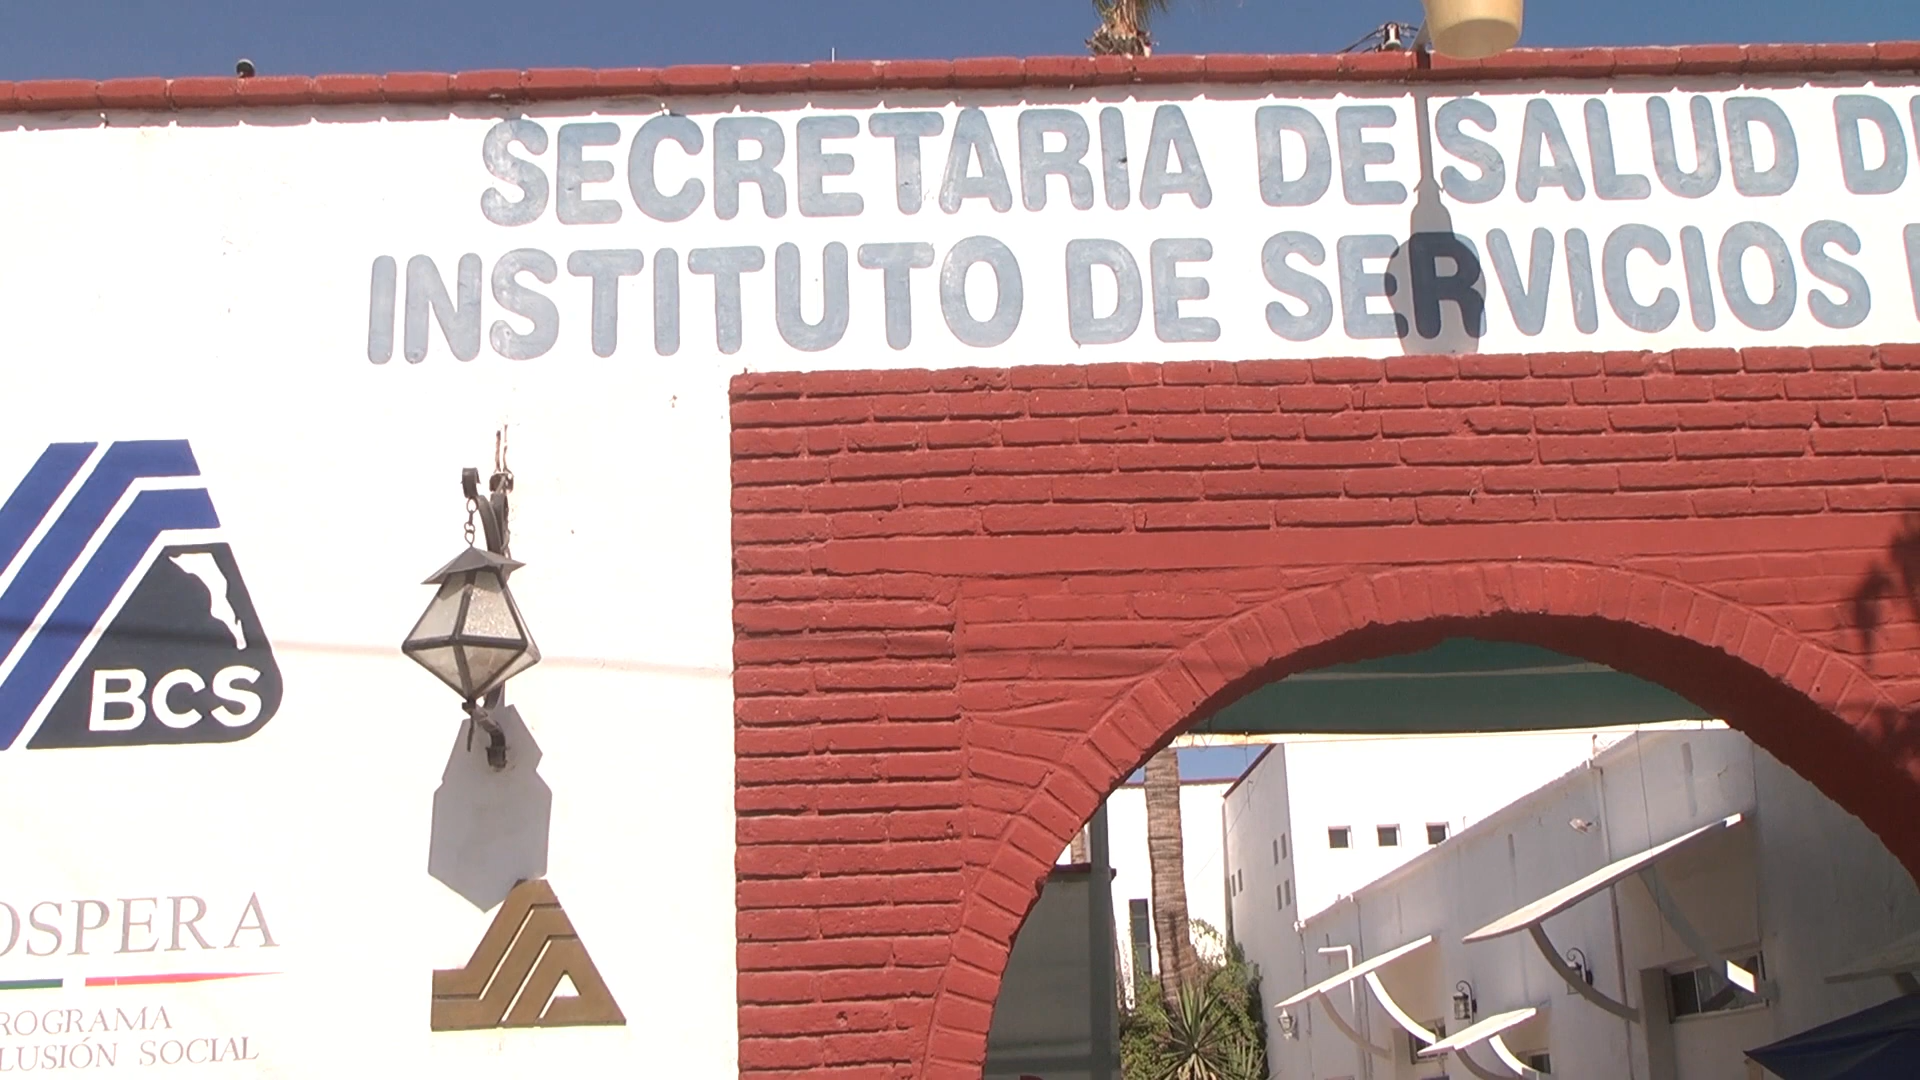 SECRETARIA DE SALUD
INSTITUTO DE SERVICIOS
BCS
OSPERA
ROGRAMA
LUSIÓN SOCIAL